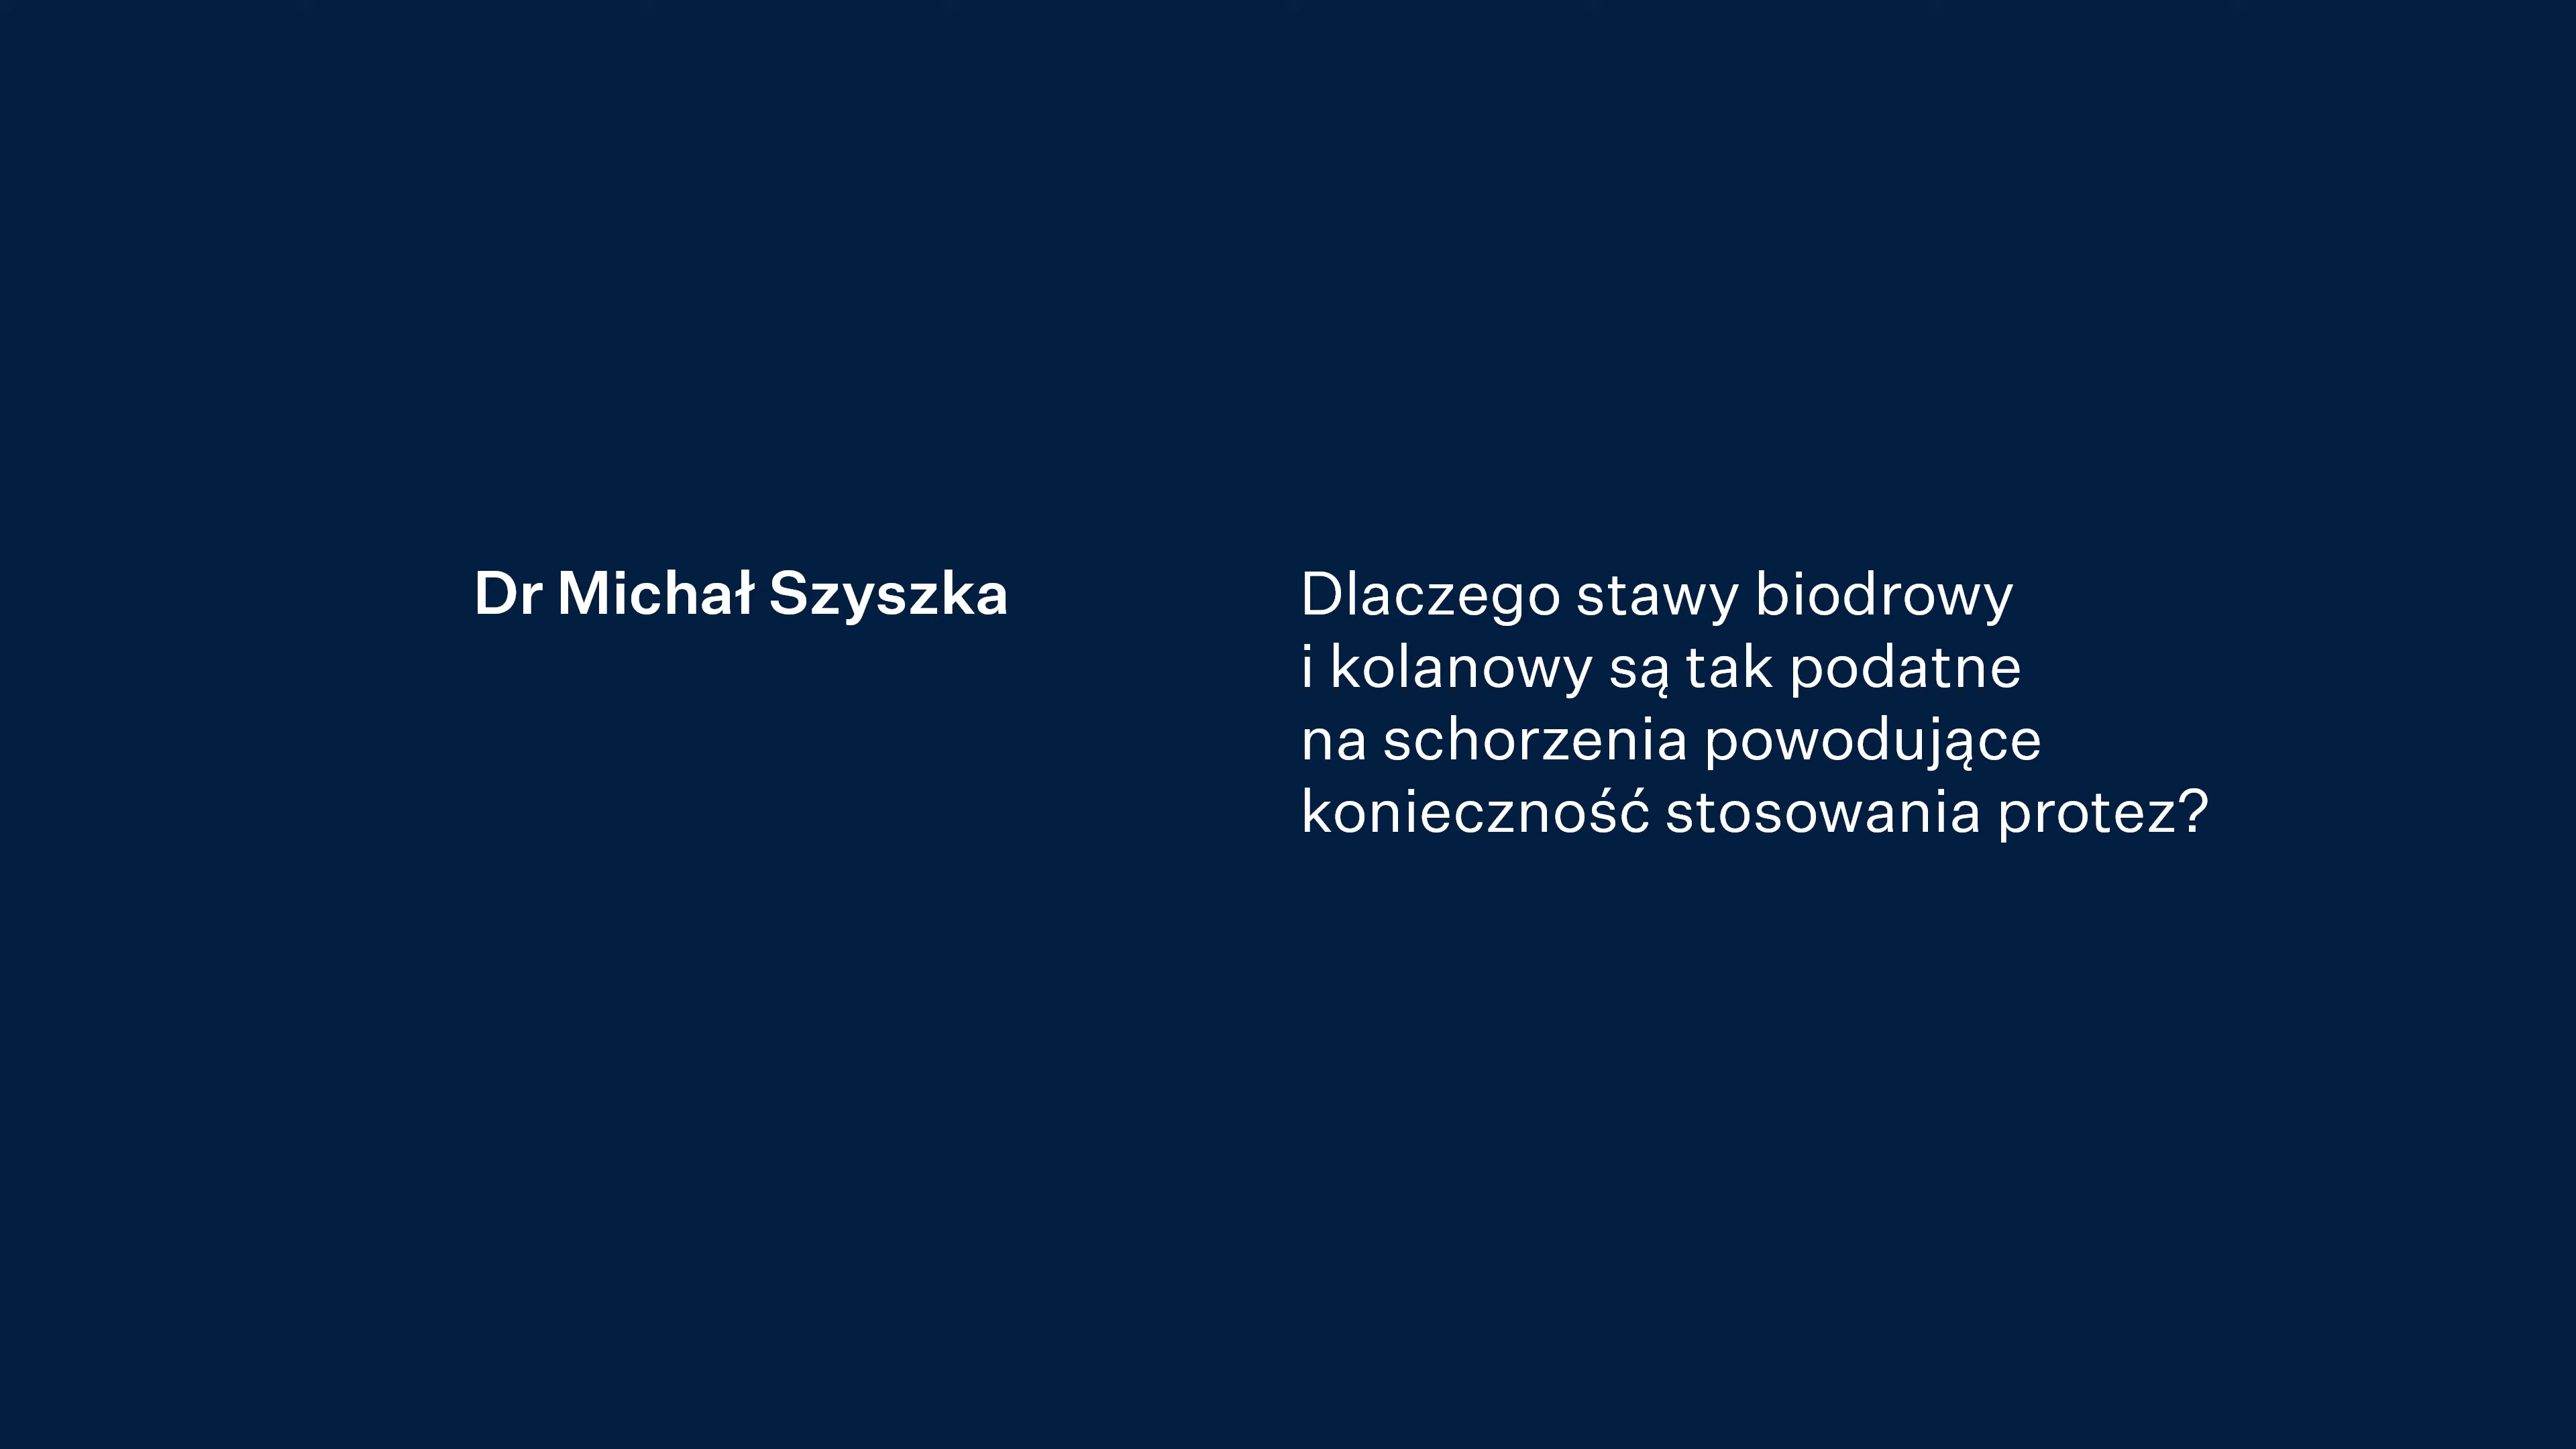 Dr Michał Szyszka
Dlaczego stawy biodrowy
i kolanowy są tak podatne
na schorzenia powodujące
konieczność stosowania protez?